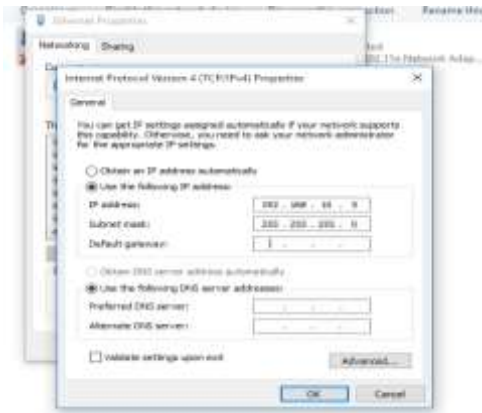 Rename this
Ethernet Properties
Networking Sharing
Internet Protocol Version 4 (TCP/IPv4) Properties
General
You can get IP settings assigned automatically if your network supports
this capability. Otherwise, you need to ask your network administrator
for the appropriate IP settings.
Obtain an IP address automatically
Use the following IP address:
IP address:
Subnet mask: 255 . 255 . 255 . 0
Default gateway:
Obtain DNS server address automatically
Use the following DNS server addresses:
Preferred DNS server:
Alternate DNS server:
Validate settings upon exit
Advanced...
OK Cancel